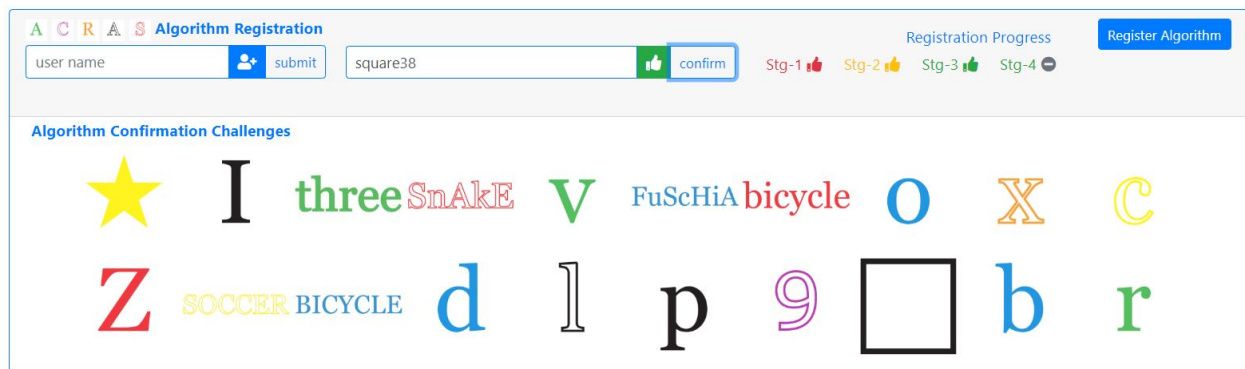 A C R A S Algorithm Registration
Registration Progress
Register Algorithm
user name submit square38 confirm Stg-1 Stg-2 Stg-3 Stg-4
Algorithm Confirmation Challenges
I three SnAkE v FuScHiA bicycle o x c
Z SOCCER BICYCLE d l p 9 b r